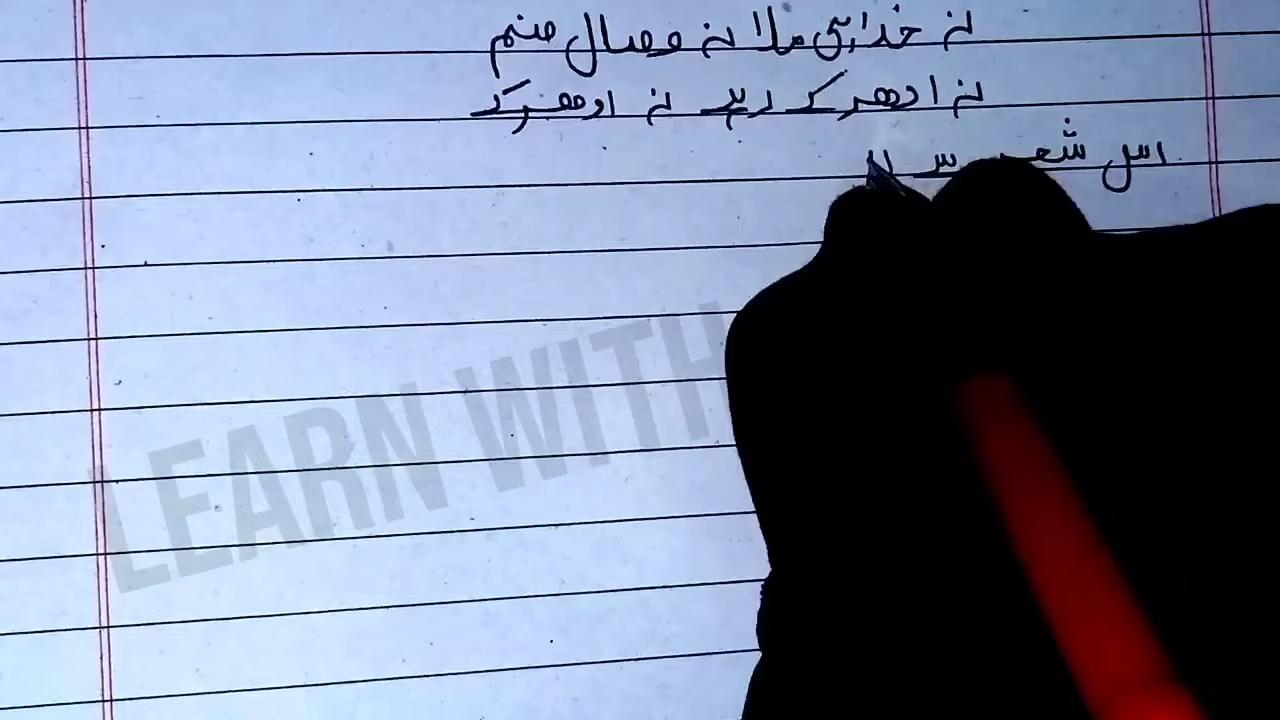 نہ خدا ہی ملا نہ وصال صنم
نہ ادھر کے رہے نہ ادھر کے
اس شعر
LEARN WITH